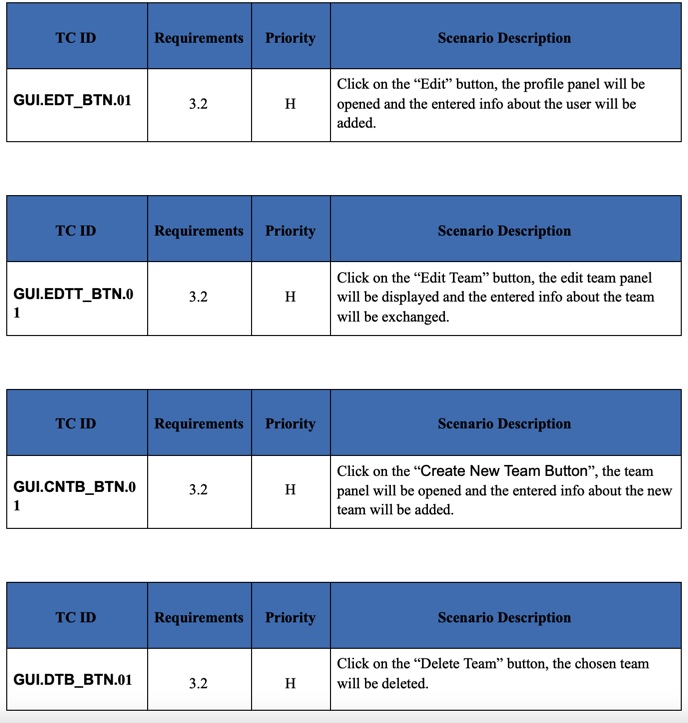 TC ID Requirements Priority Scenario Description
GUI.EDT_BTN.01 3.2 H Click on the “Edit” button, the profile panel will be
opened and the entered info about the user will be
added.
TC ID Requirements Priority Scenario Description
GUI.EDTT_BTN.0
1
3.2 H Click on the “Edit Team” button, the edit team panel
will be displayed and the entered info about the team
will be exchanged.
TC ID Requirements Priority Scenario Description
GUI.CNTB_BTN.0
1
3.2 H Click on the “Create New Team Button”, the team
panel will be opened and the entered info about the new
team will be added.
TC ID Requirements Priority Scenario Description
GUI.DTB_BTN.01 3.2 H Click on the “Delete Team” button, the chosen team
will be deleted.